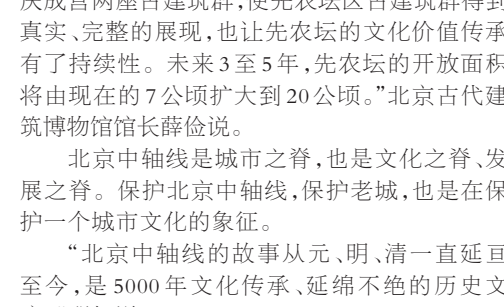 庆成宫两座古建筑群,使先农坛区古建筑群得到
真实、完整的展现,也让先农坛的文化价值传承
有了持续性。未来3至5年,先农坛的开放面积
将由现在的7公顷扩大到20公顷。”北京古代建
筑博物馆馆长薛俭说。
北京中轴线是城市之脊,也是文化之脊、发
展之脊。保护北京中轴线,保护老城,也是在保
护一个城市文化的象征。
“北京中轴线的故事从元、明、清一直延亘
至今,是5000年文化传承、延绵不绝的历史文